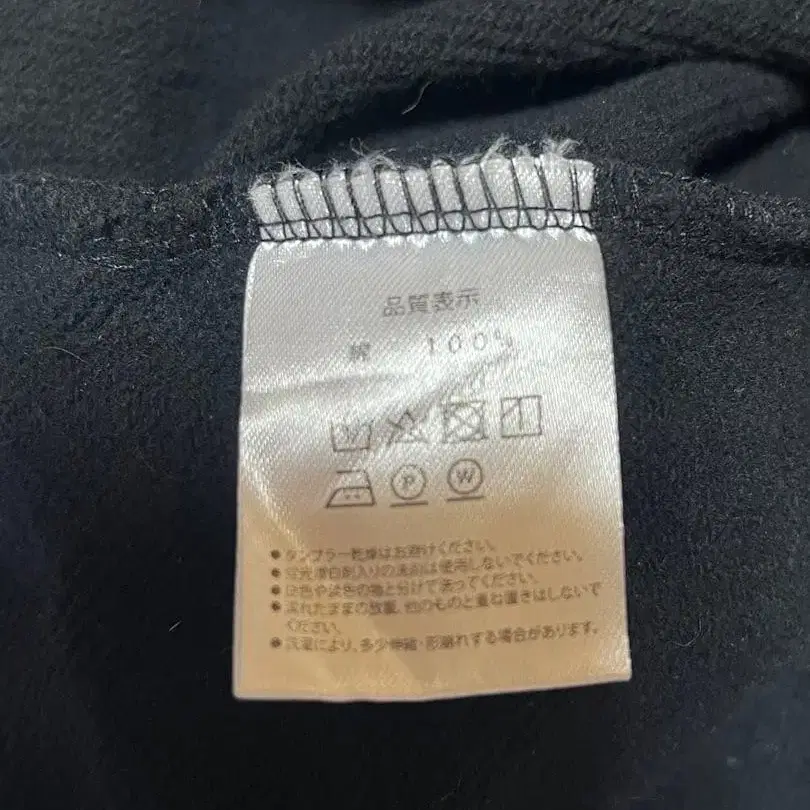 品質表示
綿 100%
P W
● タンブラー乾燥はお避けください。
● 蛍光増白剤入りの洗剤は使用しないでください。
● 白色や淡色の物と分けて洗ってください。
● 濡れたままの放置、他のものと重ね置きはしないで
ください。
● 洗濯により、多少伸縮・形崩れする場合があります。